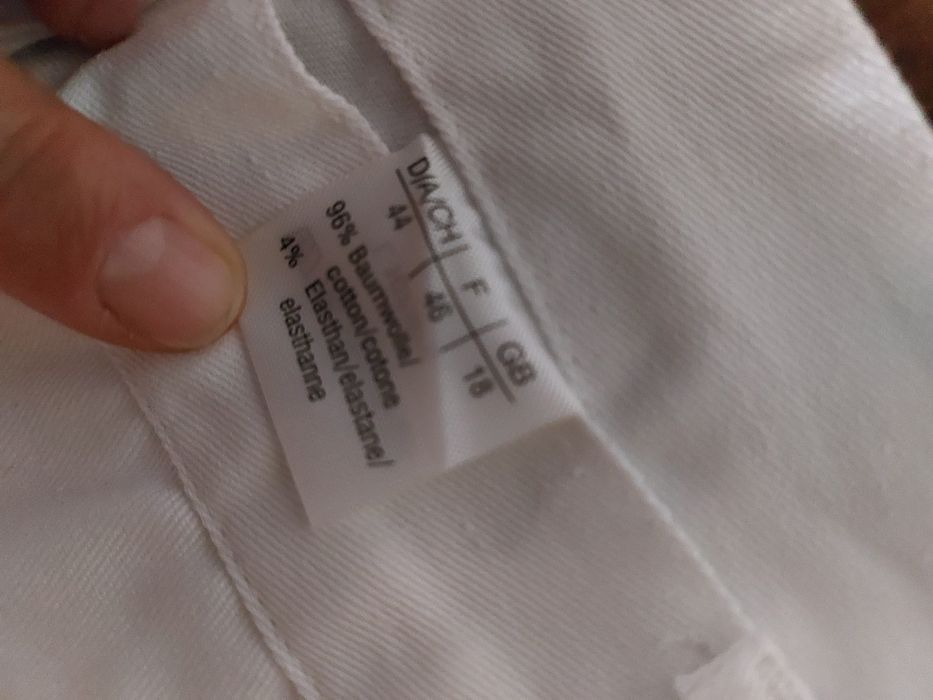 D/A/CH | F | GB
44 | 46 | 18
96% Baumwolle/
cotton/cotone
4% Elasthan/elastane/
elasthanne